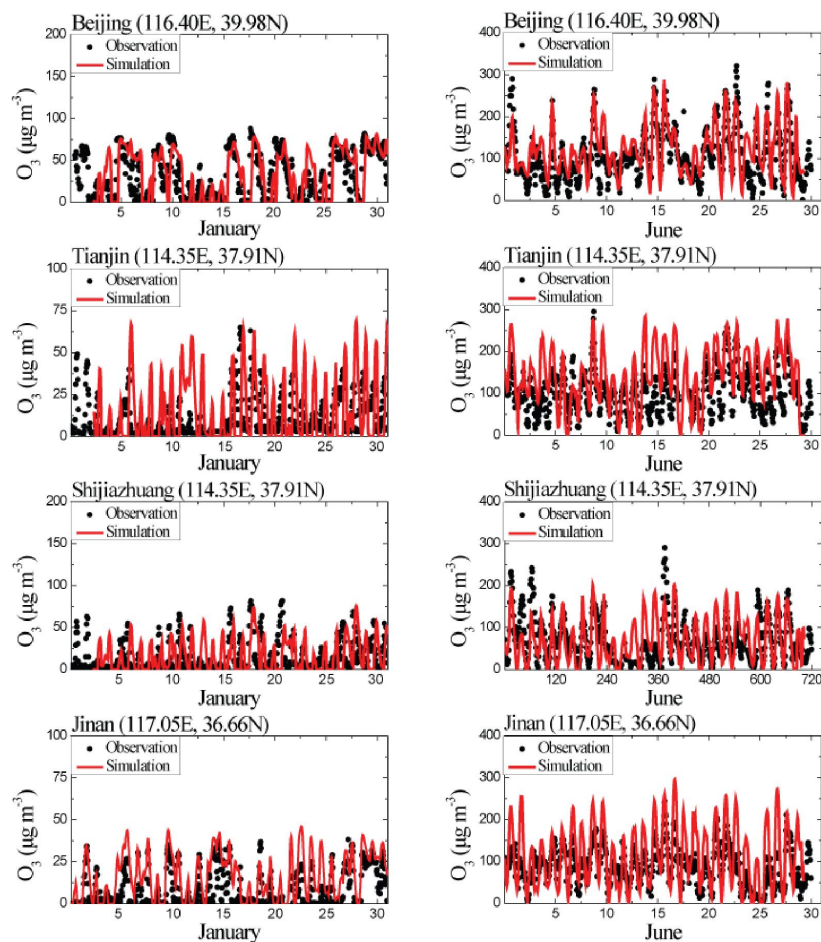 Beijing (116.40E, 39.98N)
200
150
100
50
0
O₃ (μg m⁻³)
Observation
Simulation
5 10 15 20 25 30
January
Beijing (116.40E, 39.98N)
400
300
200
100
0
O₃ (μg m⁻³)
Observation
Simulation
5 10 15 20 25 30
June
Tianjin (114.35E, 37.91N)
100
75
50
25
0
O₃ (μg m⁻³)
Observation
Simulation
5 10 15 20 25 30
January
Tianjin (114.35E, 37.91N)
400
300
200
100
0
O₃ (μg m⁻³)
Observation
Simulation
5 10 15 20 25 30
June
Shijiazhuang (114.35E, 37.91N)
200
150
100
50
0
O₃ (μg m⁻³)
Observation
Simulation
5 10 15 20 25 30
January
Shijiazhuang (114.35E, 37.91N)
400
300
200
100
0
O₃ (μg m⁻³)
Observation
Simulation
120 240 360 480 600 720
June
Jinan (117.05E, 36.66N)
100
75
50
25
0
O₃ (μg m⁻³)
Observation
Simulation
5 10 15 20 25 30
January
Jinan (117.05E, 36.66N)
400
300
200
100
0
O₃ (μg m⁻³)
Observation
Simulation
5 10 15 20 25 30
June